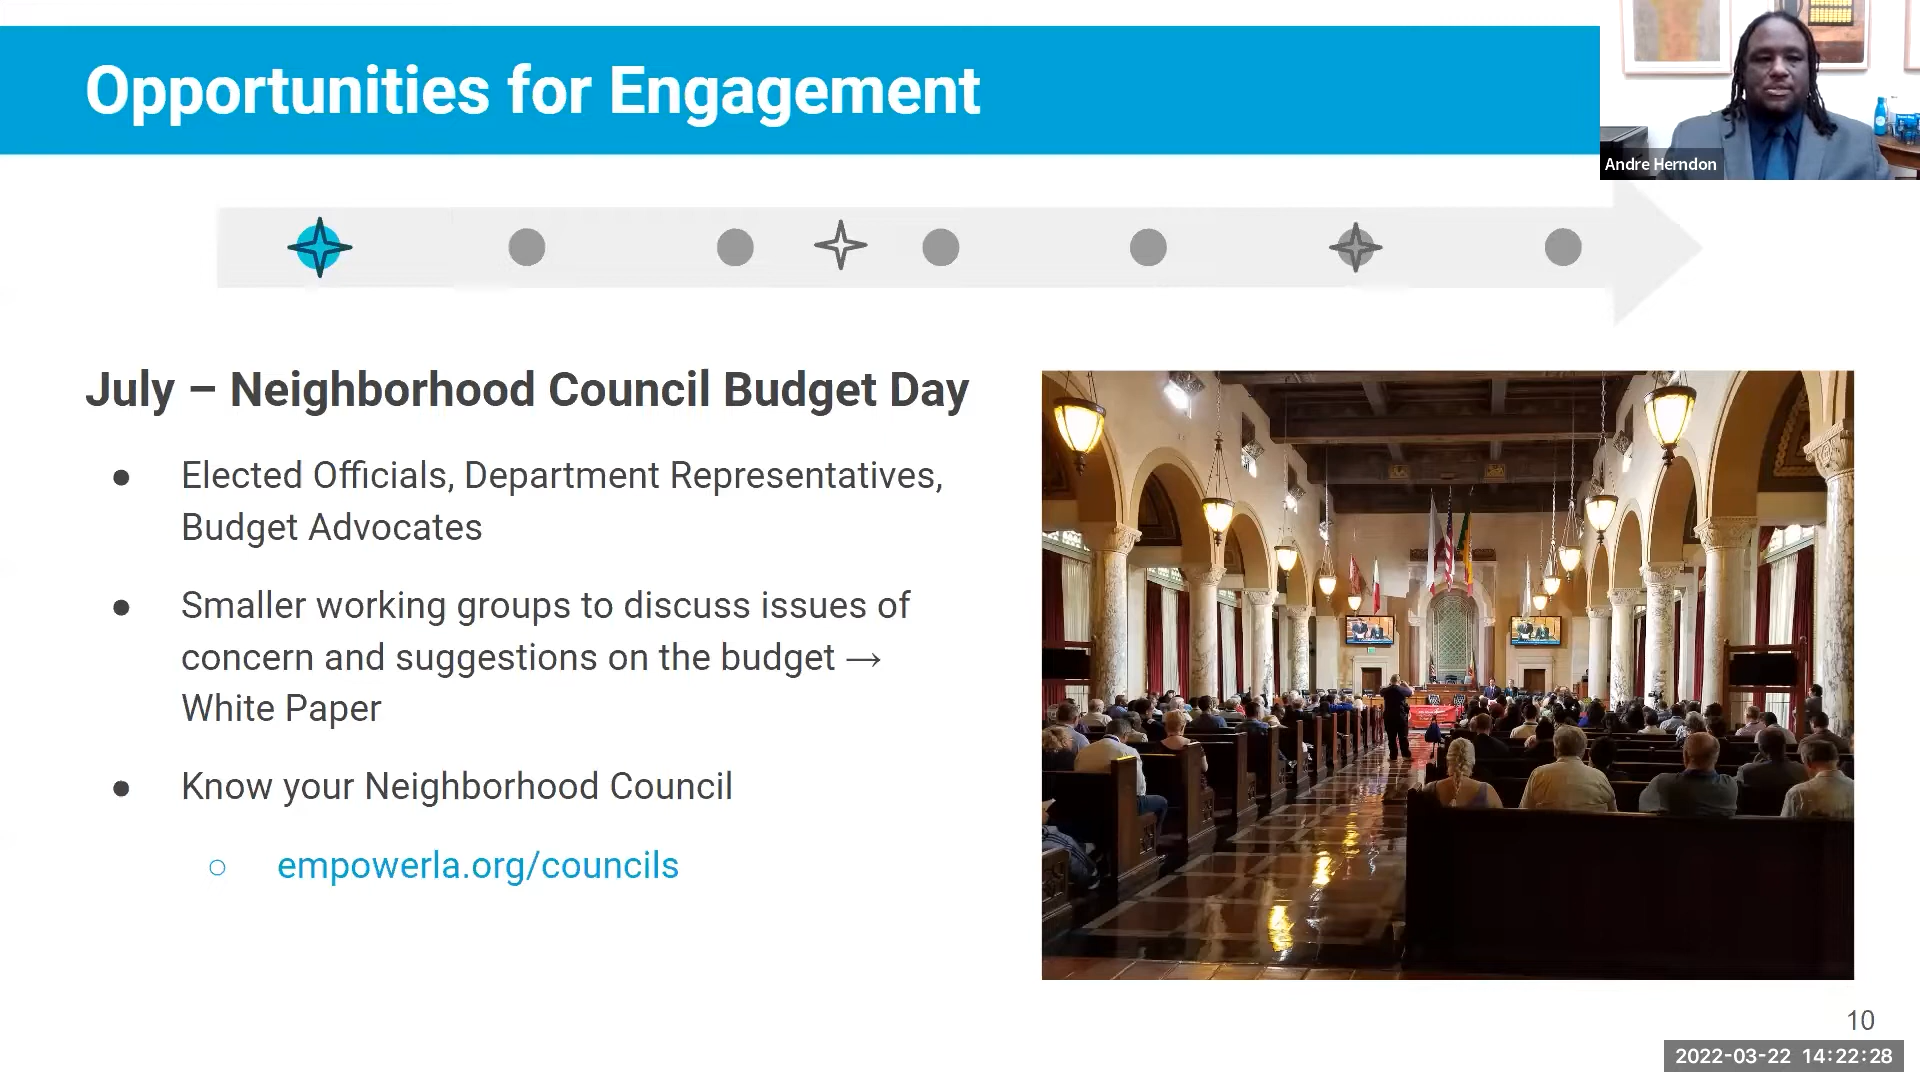 Opportunities for Engagement
Andre Herndon
July – Neighborhood Council Budget Day
● Elected Officials, Department Representatives,
Budget Advocates
● Smaller working groups to discuss issues of
concern and suggestions on the budget →
White Paper
● Know your Neighborhood Council
○ empowerla.org/councils
10
2022-03-22 14:22:28